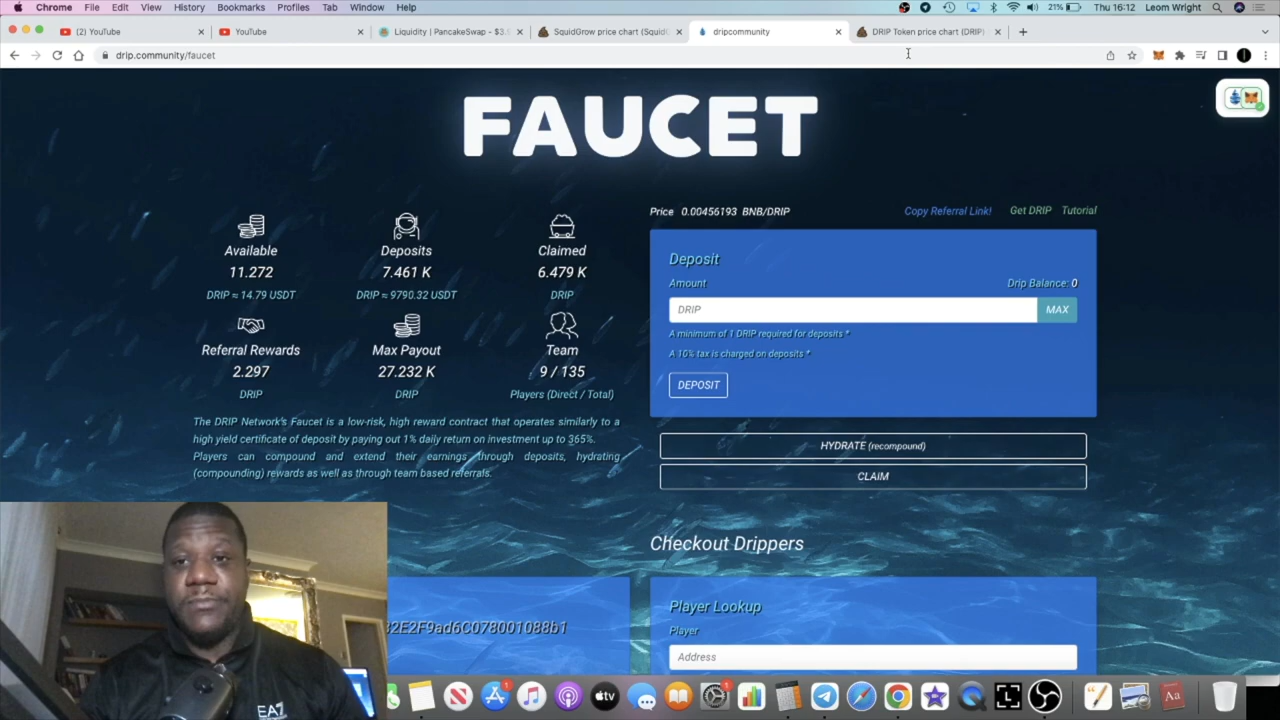 Chrome File Edit View History Bookmarks Profiles Tab Window Help 21% Thu 16:12 Leom Wright
(2) YouTube YouTube Liquidity | PancakeSwap - $3. SquidGrow price chart (Squid dripcommunity DRIP Token price chart (DRIP)
drip.community/faucet
FAUCET
Available Deposits Claimed
11.272 7.461 K 6.479 K
DRIP ≈ 14.79 USDT DRIP ≈ 9790.32 USDT DRIP
Referral Rewards Max Payout Team
2.297 27.232 K 9 / 135
DRIP DRIP Players (Direct / Total)
The DRIP Network's Faucet is a low-risk, high reward contract that operates similarly to a
high yield certificate of deposit by paying out 1% daily return on investment up to 365%.
Players can compound and extend their earnings through deposits, hydrating
(compounding) rewards as well as through team based referrals.
Price 0.00456193 BNB/DRIP Copy Referral Link! Get DRIP Tutorial
Deposit
Amount Drip Balance: 0
DRIP MAX
A minimum of 1 DRIP required for deposits *
A 10% tax is charged on deposits *
DEPOSIT
HYDRATE (recompound)
CLAIM
Checkout Drippers
Player Lookup
Player
Address
2E2F9ad6C078001088b1
EA7
tv
1
1
L
Aa